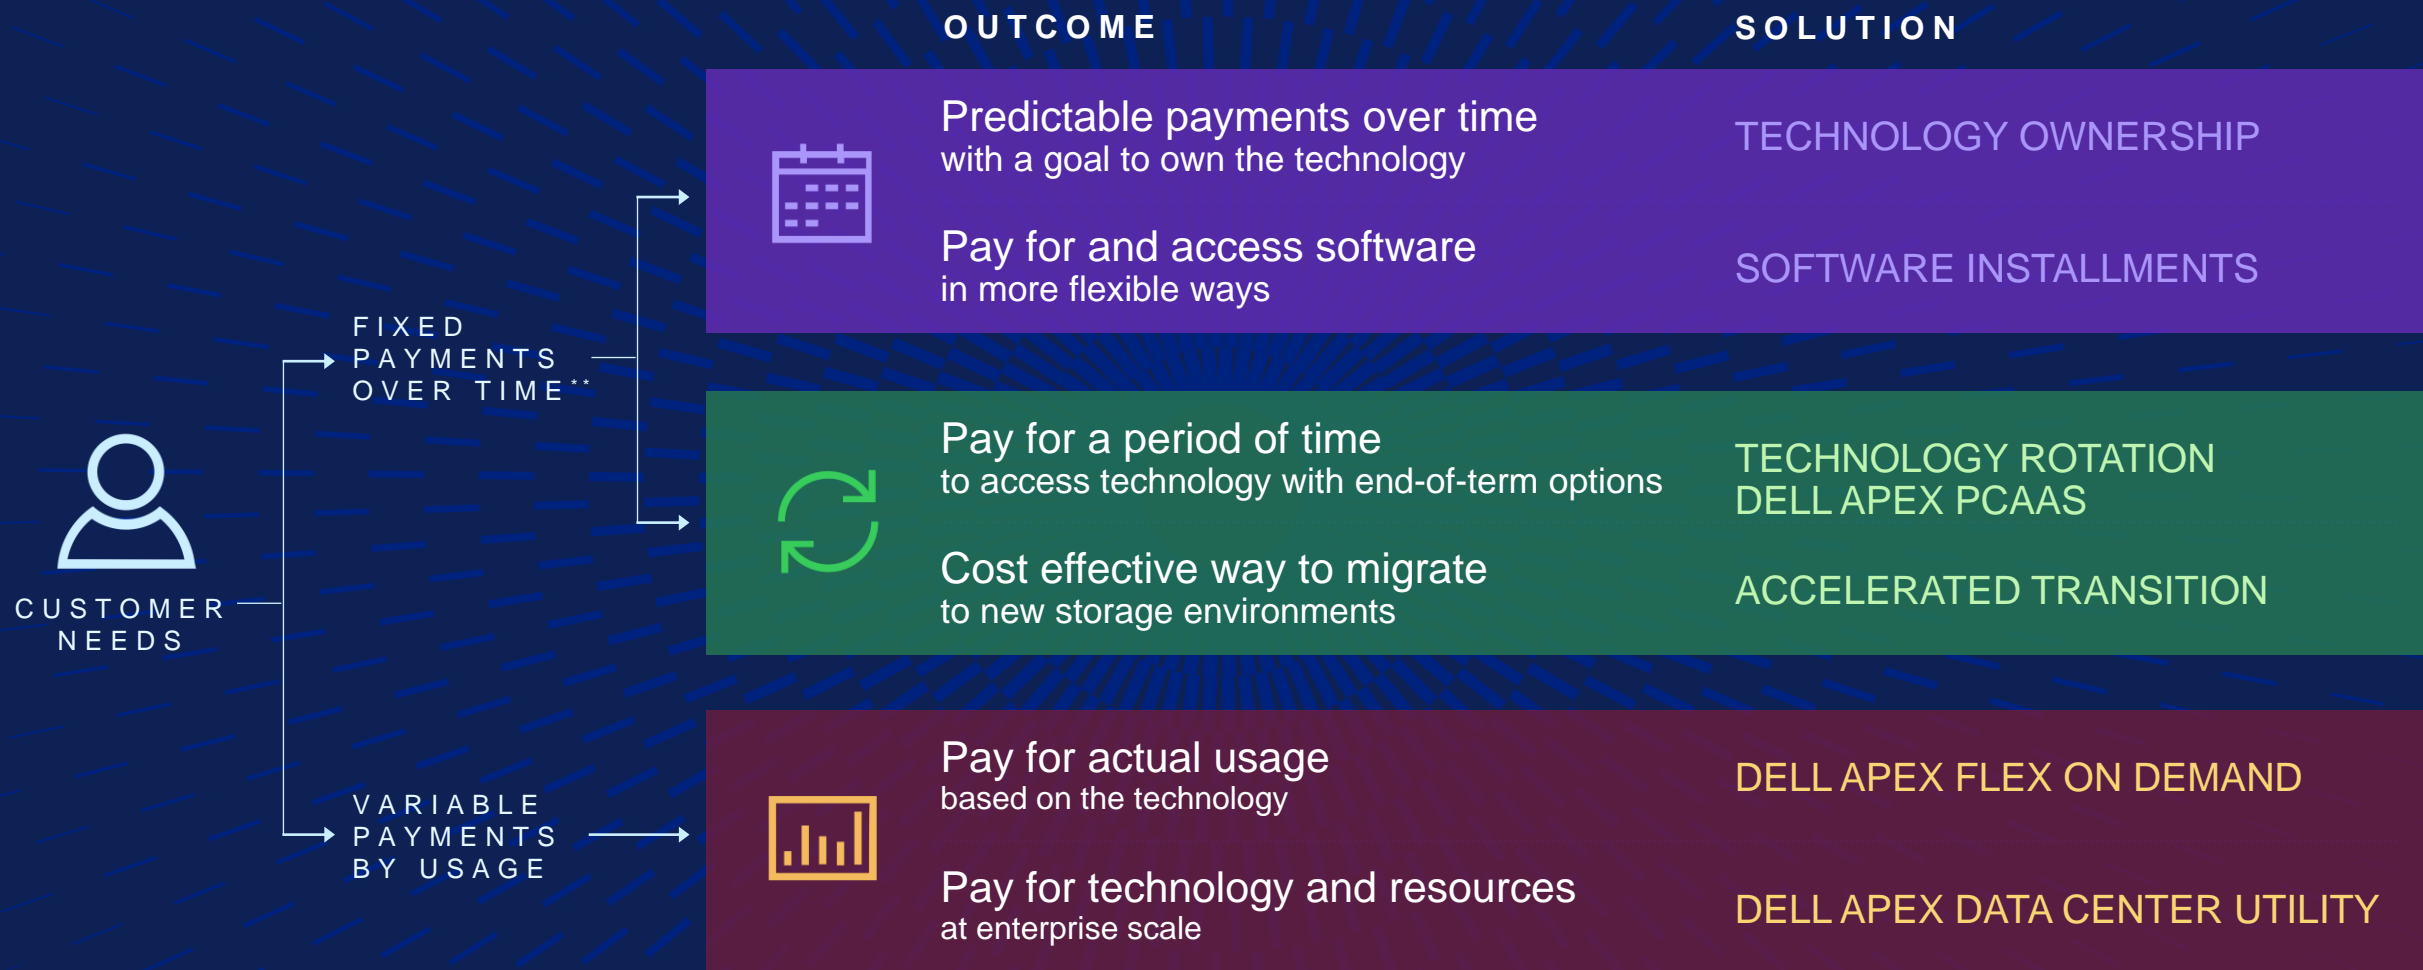 OUTCOME
SOLUTION
Predictable payments over time
with a goal to own the technology
TECHNOLOGY OWNERSHIP
Pay for and access software
in more flexible ways
SOFTWARE INSTALLMENTS
FIXED
PAYMENTS
OVER TIME**
Pay for a period of time
to access technology with end-of-term options
TECHNOLOGY ROTATION
DELL APEX PCAAS
Cost effective way to migrate
to new storage environments
ACCELERATED TRANSITION
CUSTOMER
NEEDS
VARIABLE
PAYMENTS
BY USAGE
Pay for actual usage
based on the technology
DELL APEX FLEX ON DEMAND
Pay for technology and resources
at enterprise scale
DELL APEX DATA CENTER UTILITY